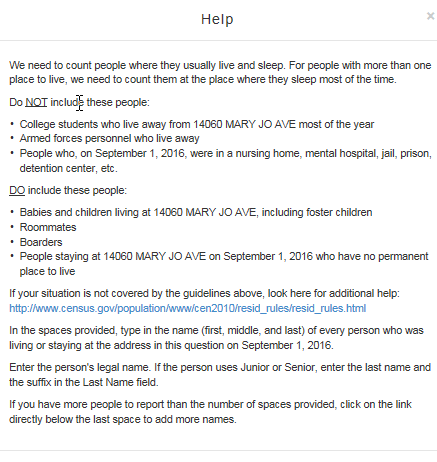 Help
×
We need to count people where they usually live and sleep. For people with more than one
place to live, we need to count them at the place where they sleep most of the time.
Do NOT include these people:
• College students who live away from 14060 MARY JO AVE most of the year
• Armed forces personnel who live away
• People who, on September 1, 2016, were in a nursing home, mental hospital, jail, prison,
detention center, etc.
DO include these people:
• Babies and children living at 14060 MARY JO AVE, including foster children
• Roommates
• Boarders
• People staying at 14060 MARY JO AVE on September 1, 2016 who have no permanent
place to live
If your situation is not covered by the guidelines above, look here for additional help:
http://www.census.gov/population/www/cen2010/resid_rules/resid_rules.html
In the spaces provided, type in the name (first, middle, and last) of every person who was
living or staying at the address in this question on September 1, 2016.
Enter the person's legal name. If the person uses Junior or Senior, enter the last name and
the suffix in the Last Name field.
If you have more people to report than the number of spaces provided, click on the link
directly below the last space to add more names.